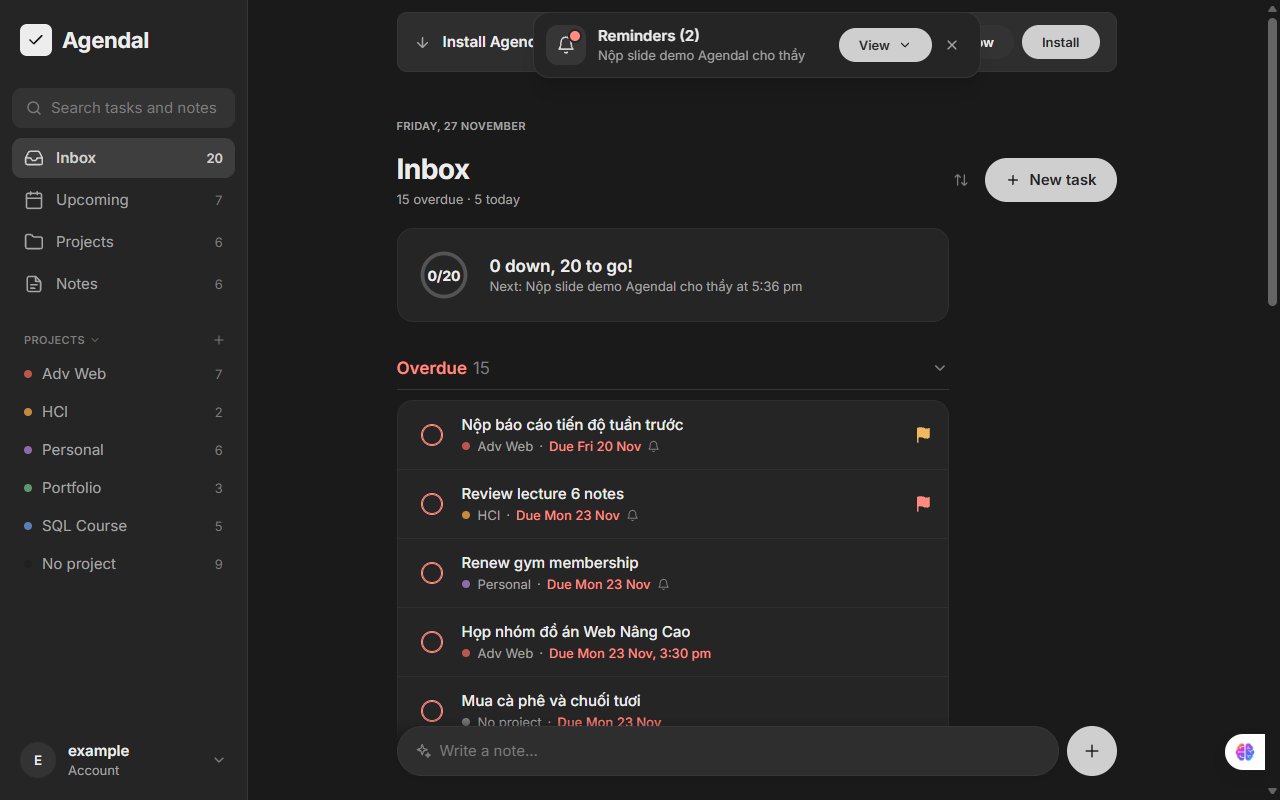 Agendal
Search tasks and notes
Inbox 20
Upcoming 7
Projects 6
Notes 6
PROJECTS
Adv Web 7
HCI 2
Personal 6
Portfolio 3
SQL Course 5
No project 9
E
example
Account
Install
Reminders (2)
Nộp slide demo Agendal cho thầy
View
Install
FRIDAY, 27 NOVEMBER
Inbox
15 overdue · 5 today
New task
0/20
0 down, 20 to go!
Next: Nộp slide demo Agendal cho thầy at 5:36 pm
Overdue 15
Nộp báo cáo tiến độ tuần trước
Adv Web · Due Fri 20 Nov
Review lecture 6 notes
HCI · Due Mon 23 Nov
Renew gym membership
Personal · Due Mon 23 Nov
Họp nhóm đồ án Web Nâng Cao
Adv Web · Due Mon 23 Nov, 3:30 pm
Mua cà phê và chuối tươi
No project · Due Mon 23 Nov
Write a note...